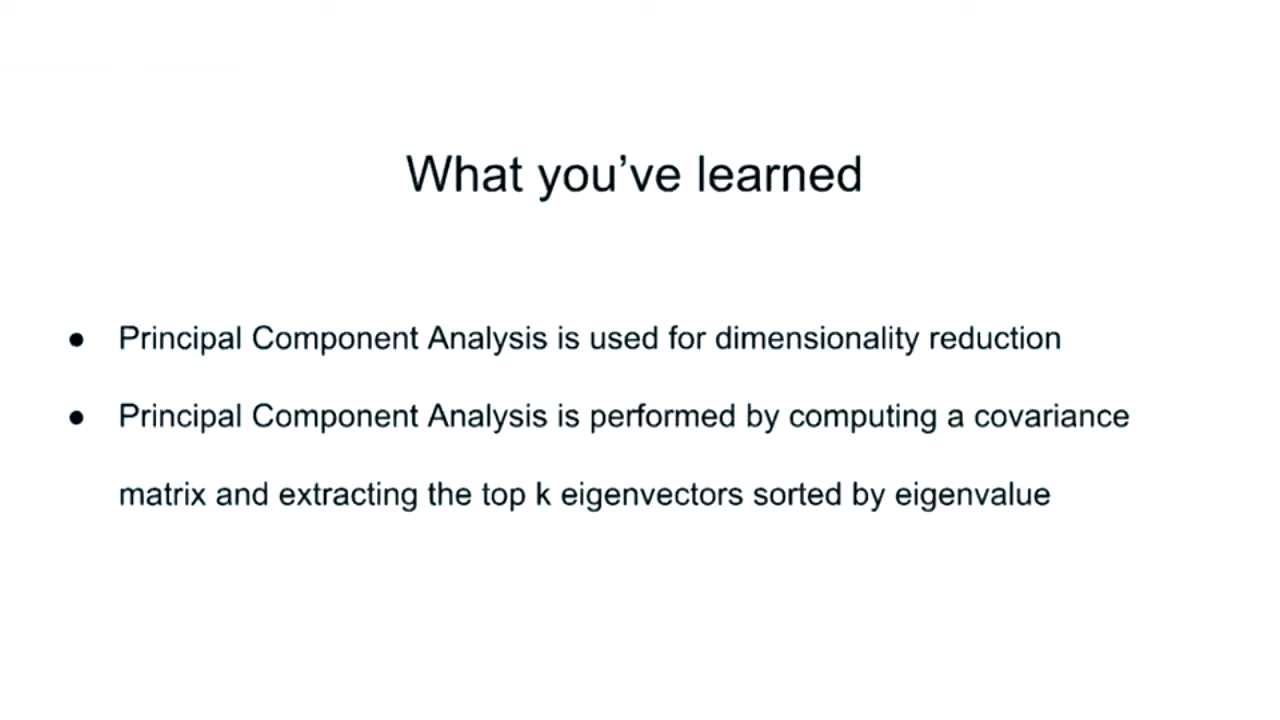 What you’ve learned
● Principal Component Analysis is used for dimensionality reduction
● Principal Component Analysis is performed by computing a covariance
matrix and extracting the top k eigenvectors sorted by eigenvalue